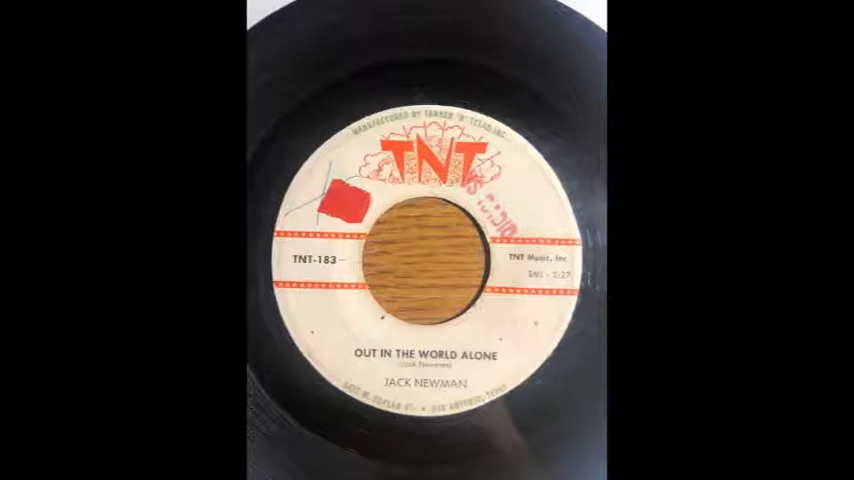 MANUFACTURED BY TANNER 'N' TEXAS INC.
TNT
TNT-183
TNT Music, Inc.
BMI - 2:27
OUT IN THE WORLD ALONE
(Jack Newman)
JACK NEWMAN
SAN ANTONIO, TEXAS